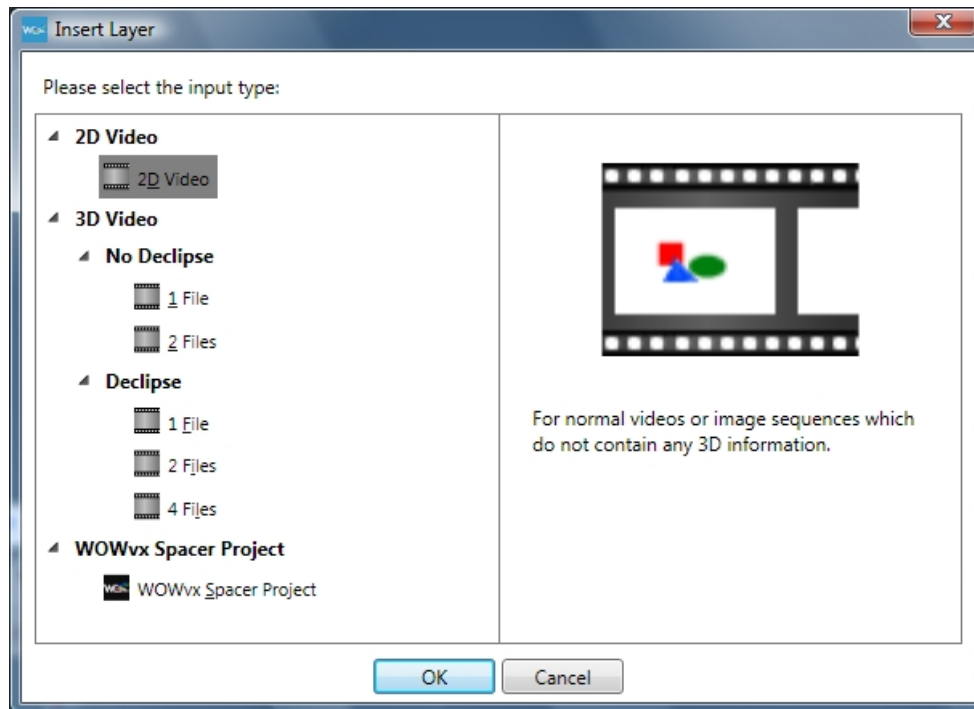 Insert Layer
Please select the input type:
2D Video
2D Video
3D Video
No Declipse
1 File
2 Files
Declipse
1 File
2 Files
4 Files
WOWvx Spacer Project
WOWvx Spacer Project
For normal videos or image sequences which
do not contain any 3D information.
OK
Cancel